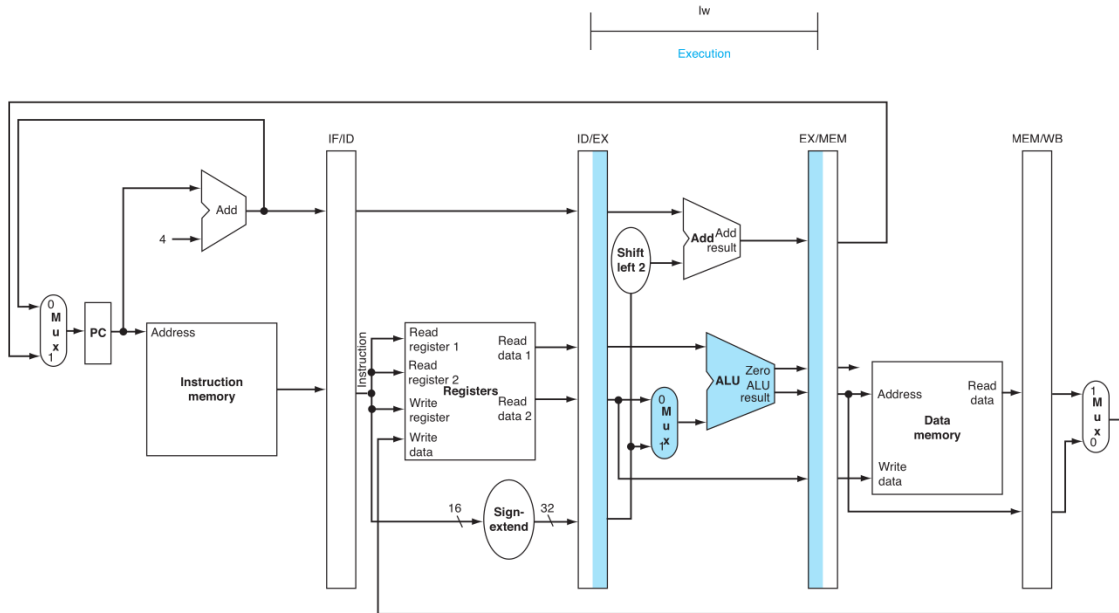 lw
Execution
IF/ID
ID/EX
EX/MEM
MEM/WB
Add
4
Shift
left 2
Add
Add
result
0
M
u
x
1
PC
Address
Instruction
memory
Instruction
Read
register 1
Read
register 2
Registers
Write
register
Write
data
Read
data 1
Read
data 2
16
Sign-
extend
32
0
M
u
x
1
ALU
Zero
ALU
result
Address
Read
data
Data
memory
Write
data
1
M
u
x
0